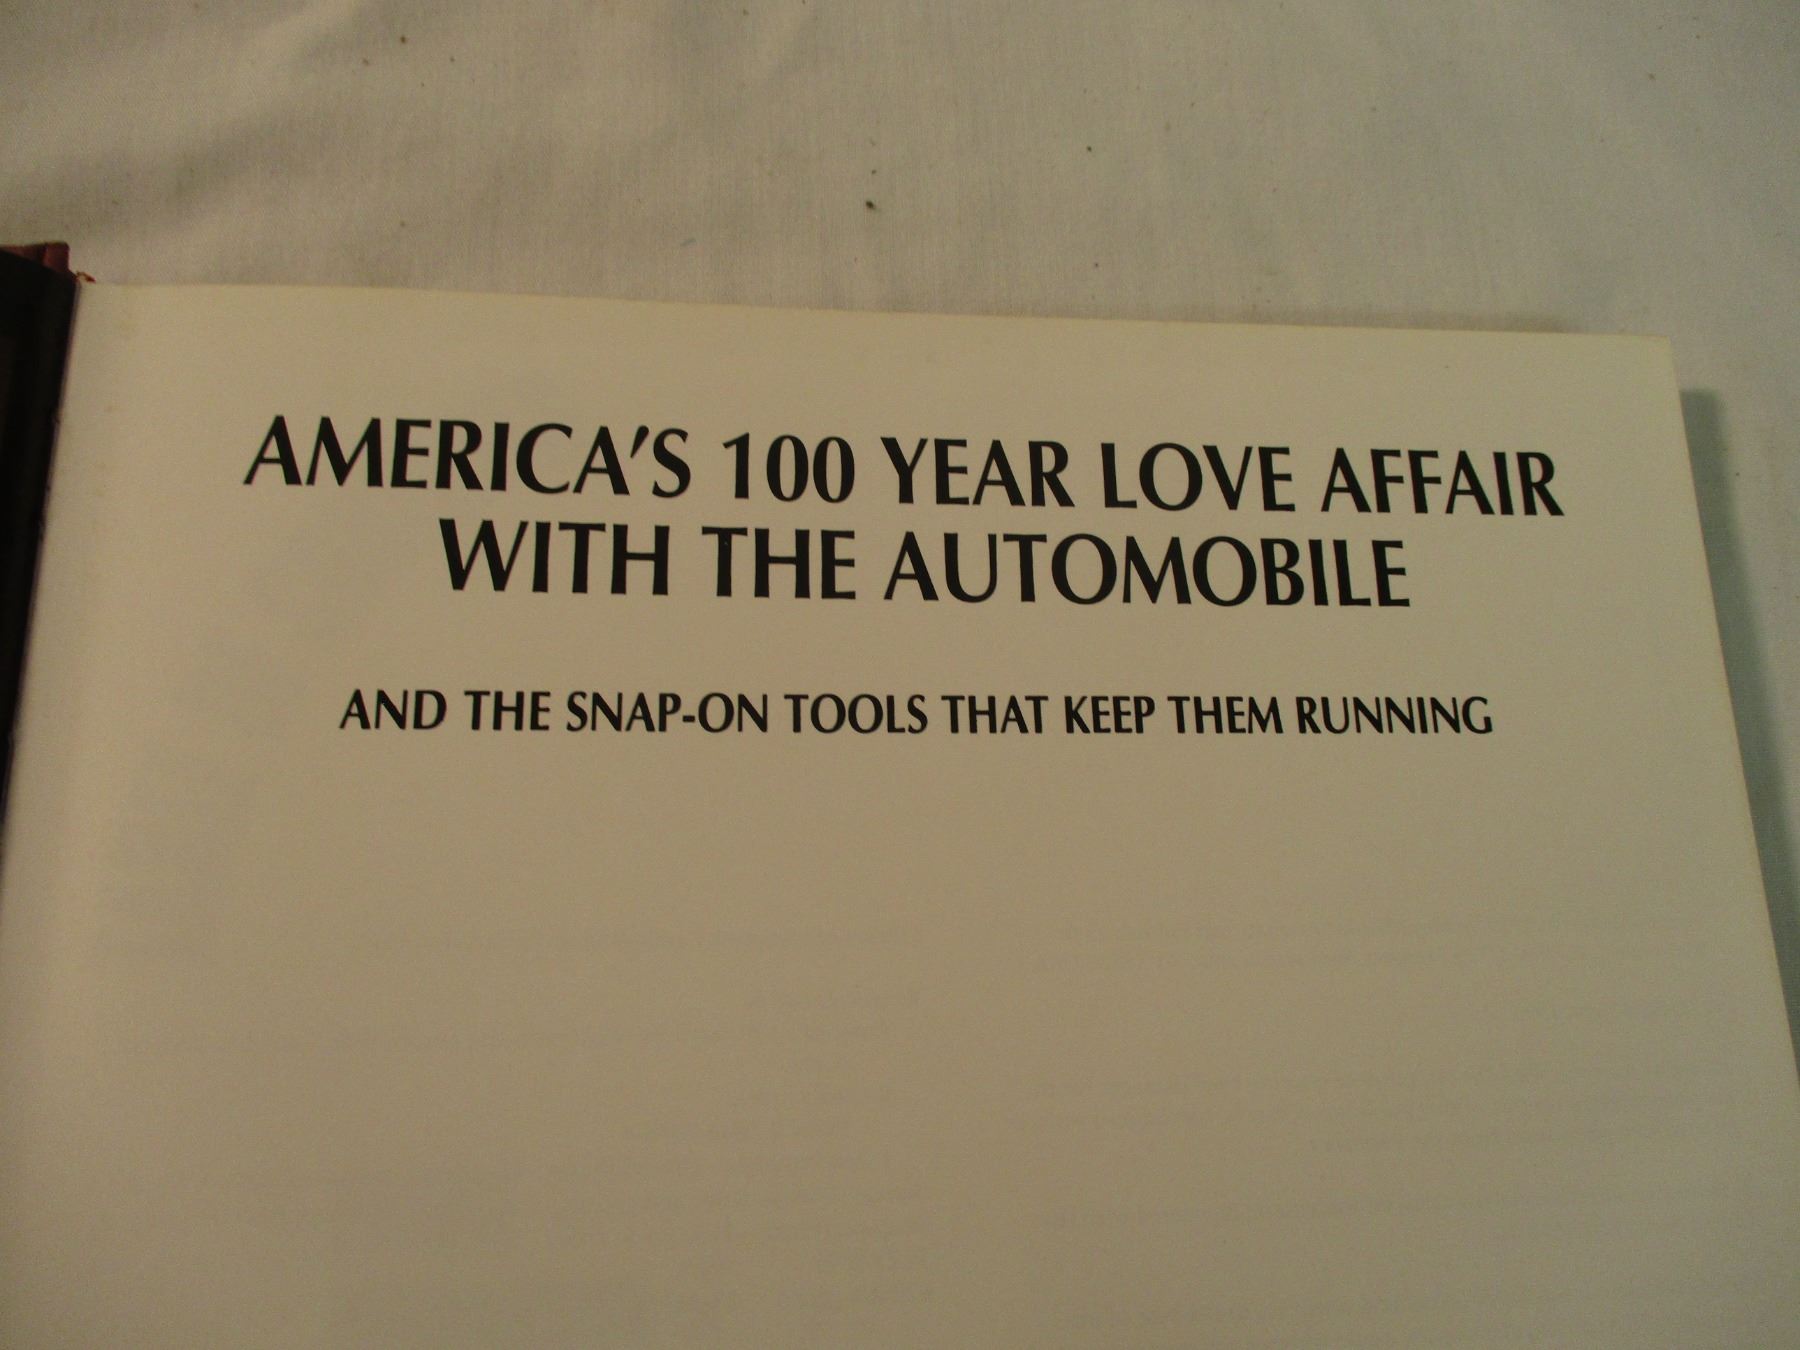 AMERICA'S 100 YEAR LOVE AFFAIR
WITH THE AUTOMOBILE
AND THE SNAP-ON TOOLS THAT KEEP THEM RUNNING